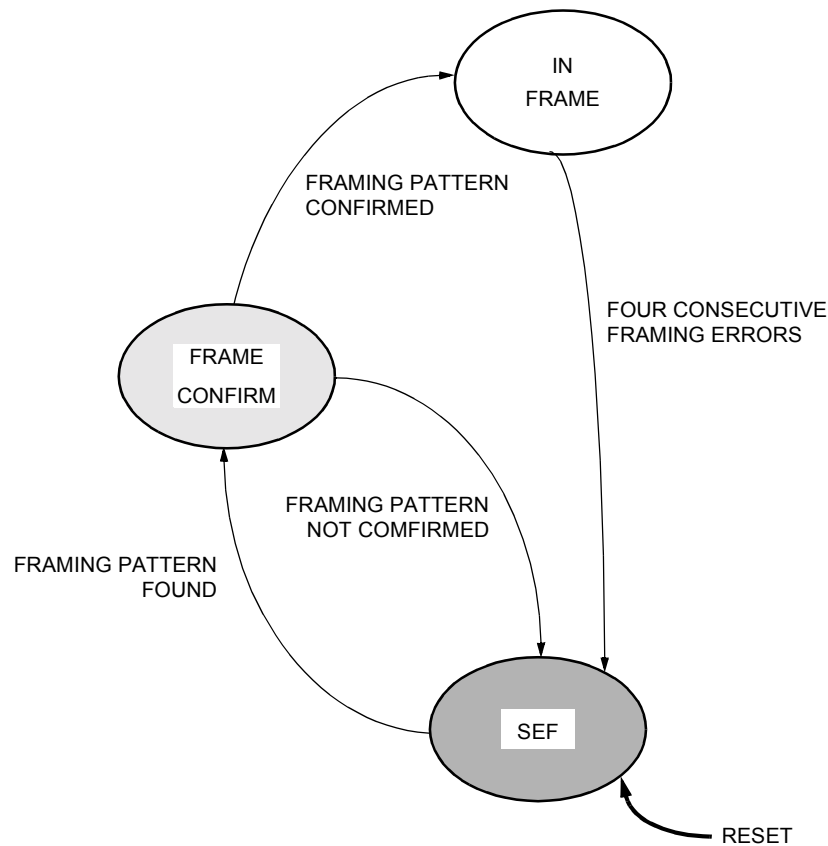 IN
FRAME
FRAMING PATTERN
CONFIRMED
FOUR CONSECUTIVE
FRAMING ERRORS
FRAME
CONFIRM
FRAMING PATTERN
NOT COMFIRMED
FRAMING PATTERN
FOUND
SEF
RESET